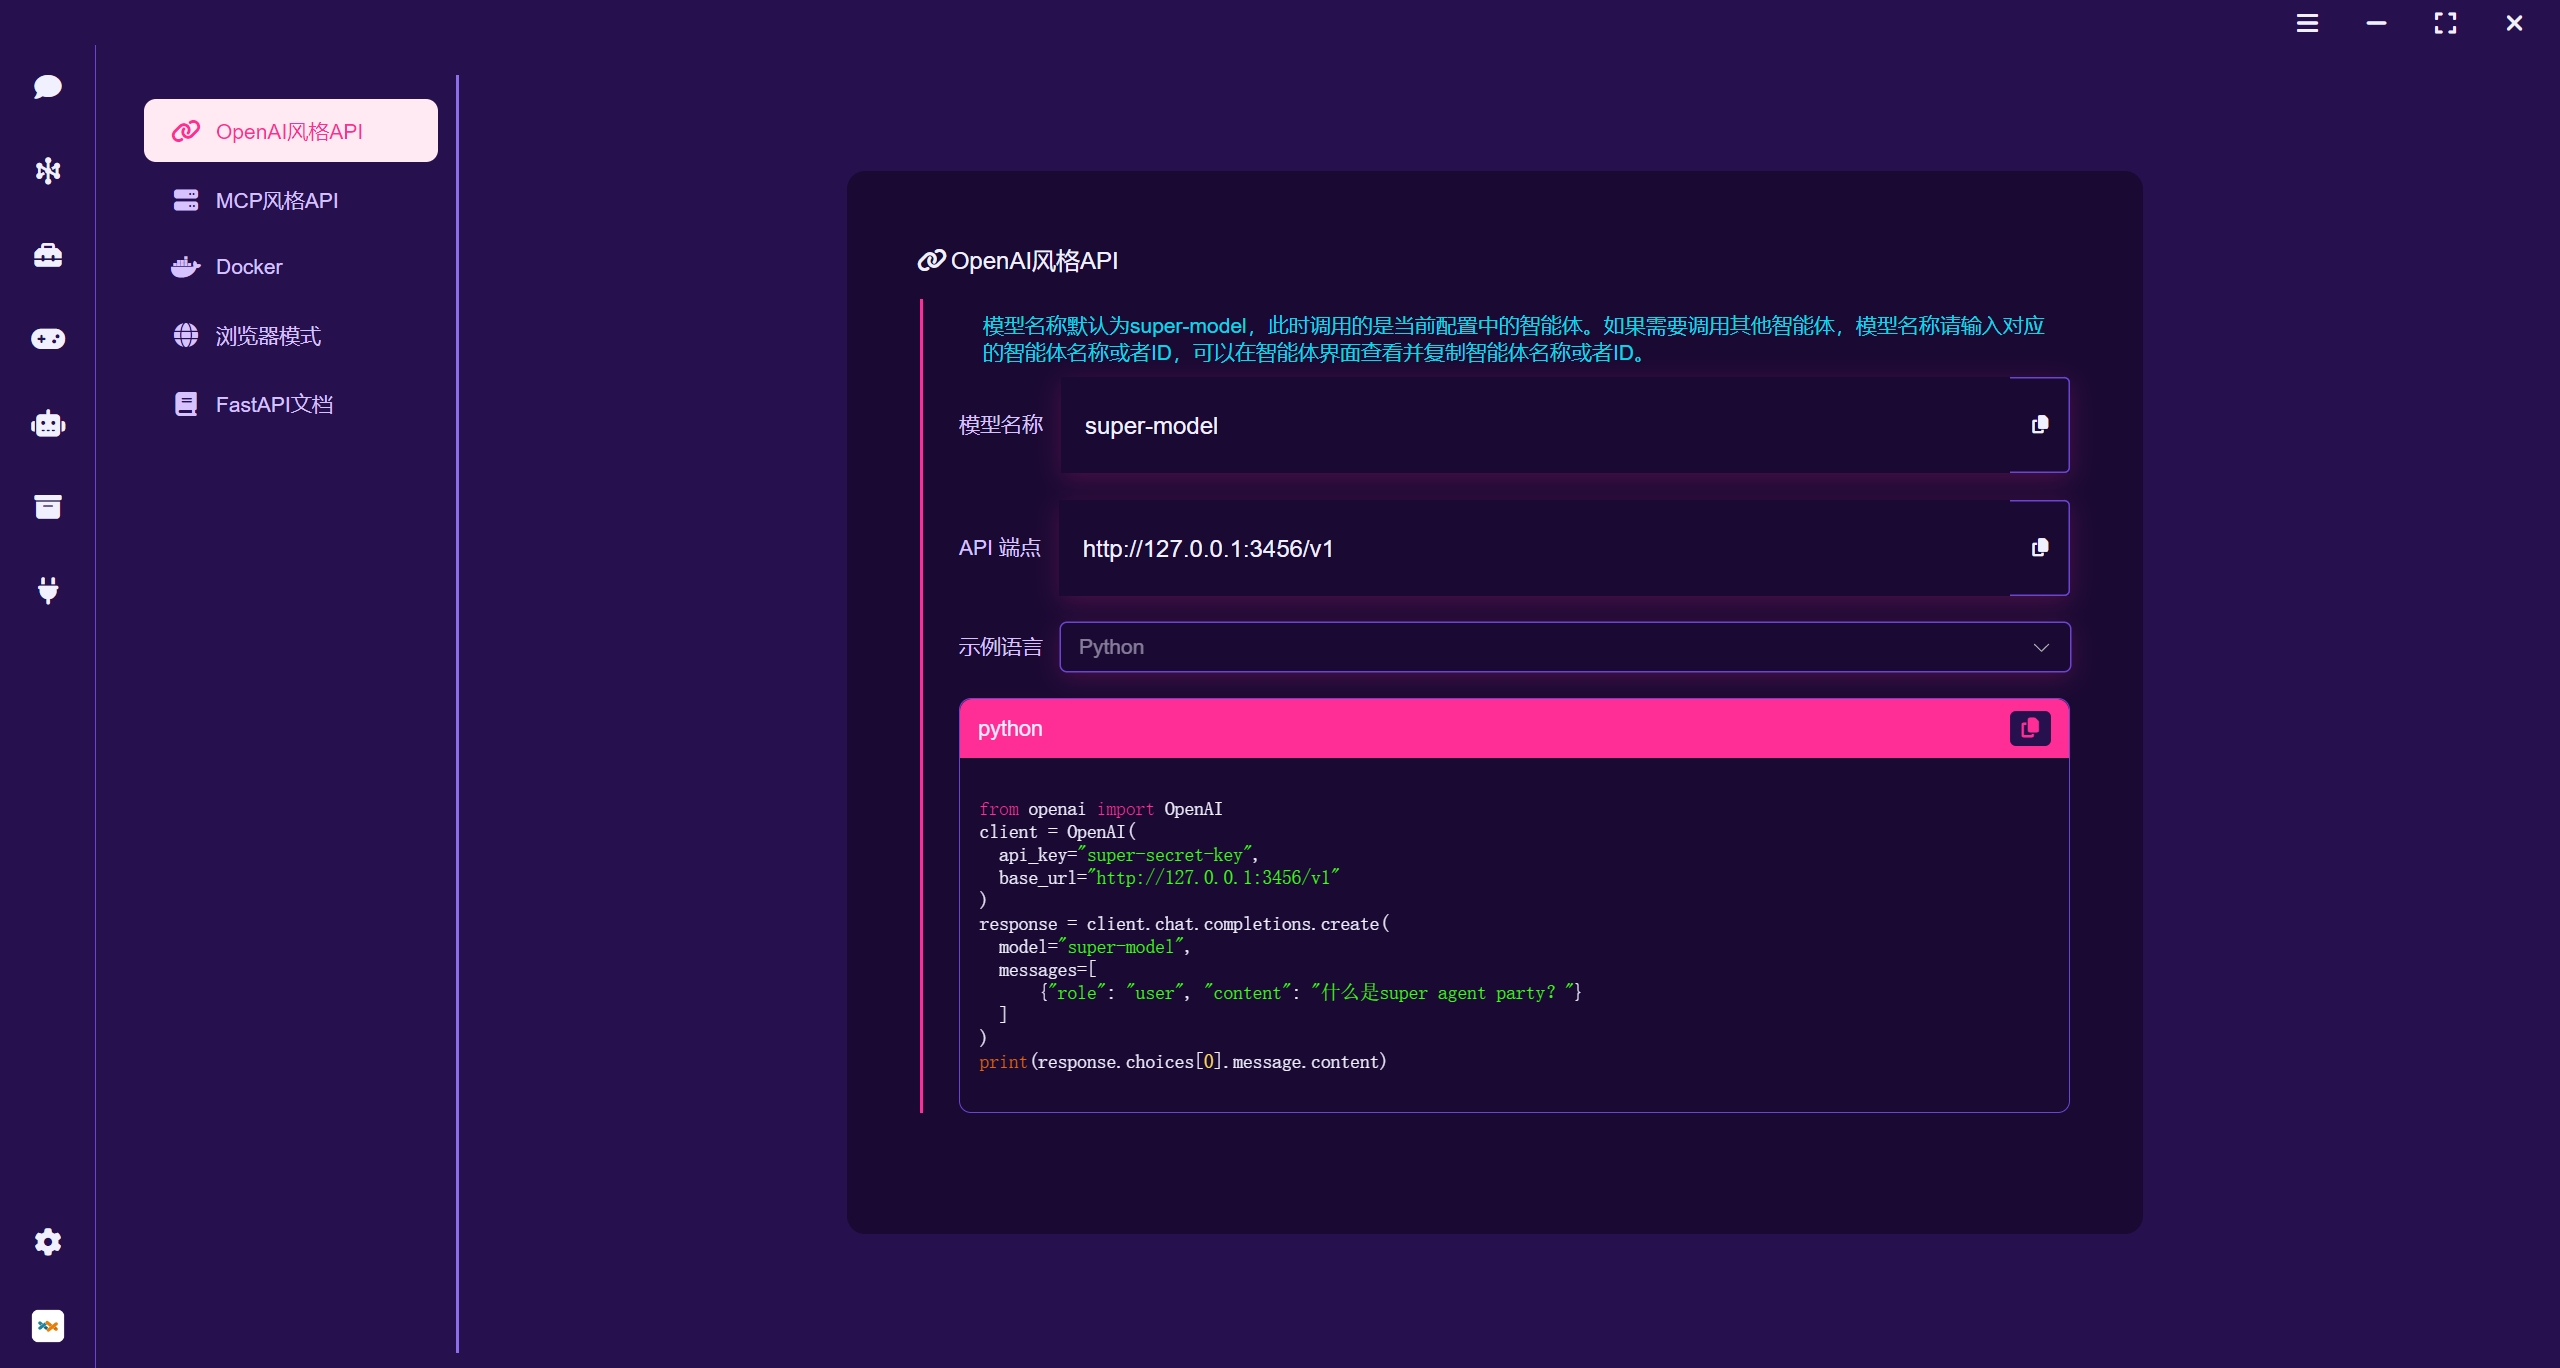 OpenAI风格API
MCP风格API
Docker
浏览器模式
FastAPI文档
OpenAI风格API
模型名称默认为super-model，此时调用的是当前配置中的智能体。如果需要调用其他智能体，模型名称请输入对应
的智能体名称或者ID，可以在智能体界面查看并复制智能体名称或者ID。
模型名称 super-model
API 端点 http://127.0.0.1:3456/v1
示例语言 Python
python
from openai import OpenAI
client = OpenAI(
  api_key="super-secret-key",
  base_url="http://127.0.0.1:3456/v1"
)
response = client.chat.completions.create(
  model="super-model",
  messages=[
      {"role": "user", "content": "什么是super agent party？"}
  ]
)
print(response.choices[0].message.content)